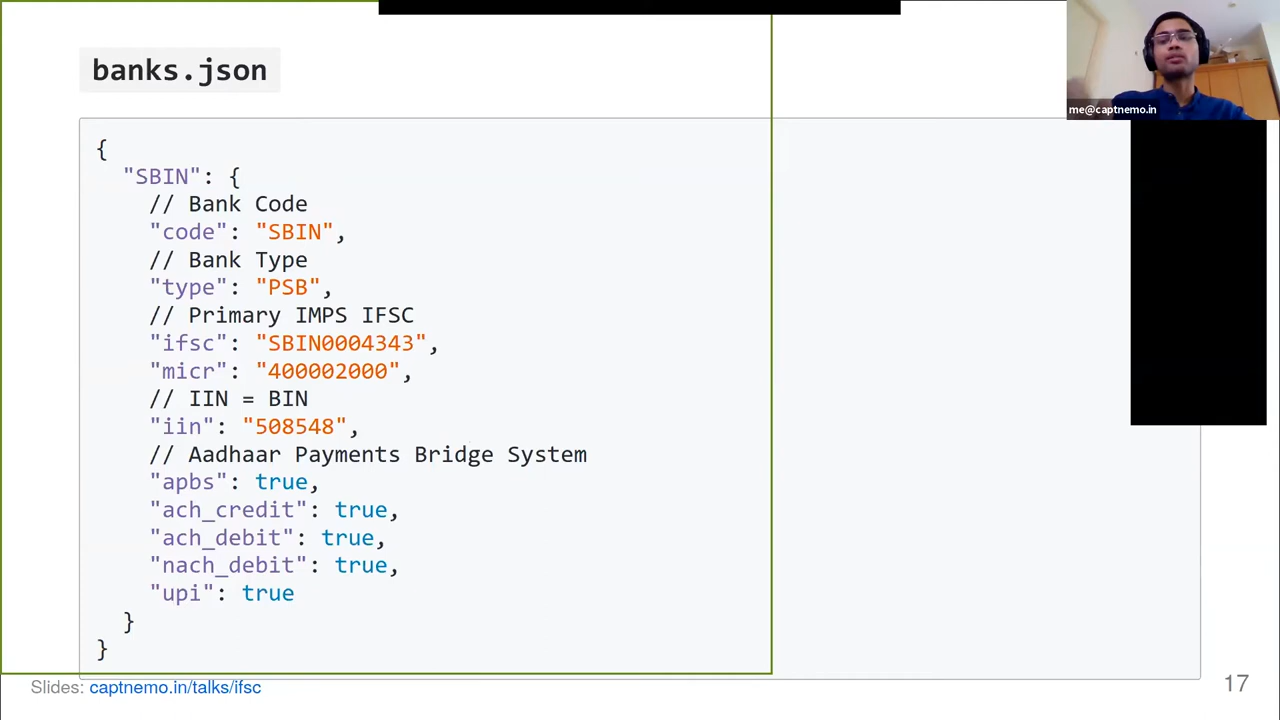 banks.json
me@captnemo.in
{
"SBIN": {
// Bank Code
"code": "SBIN",
// Bank Type
"type": "PSB",
// Primary IMPS IFSC
"ifsc": "SBIN0004343",
"micr": "400002000",
// IIN = BIN
"iin": "508548",
// Aadhaar Payments Bridge System
"apbs": true,
"ach_credit": true,
"ach_debit": true,
"nach_debit": true,
"upi": true
}
}
Slides: captnemo.in/talks/ifsc
17